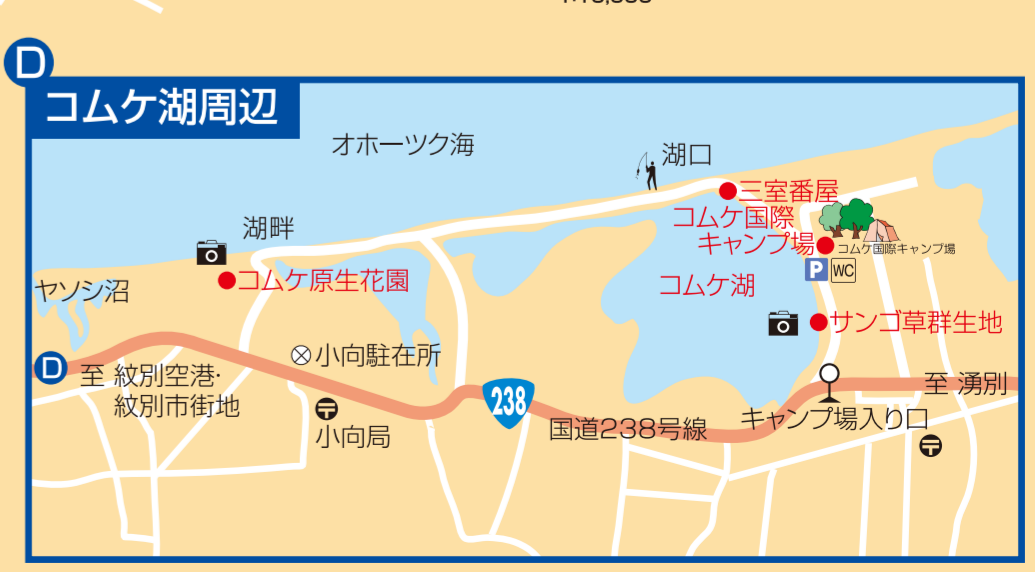 D
コムケ湖周辺
オホーツク海
湖口
三室番屋
コムケ国際
キャンプ場
コムケ国際キャンプ場
P
WC
湖畔
コムケ原生花園
コムケ湖
ヤソシ沼
サンゴ草群生地
小向駐在所
D
至 紋別空港・
紋別市街地
至 湧別
238
小向局
国道238号線
キャンプ場入り口